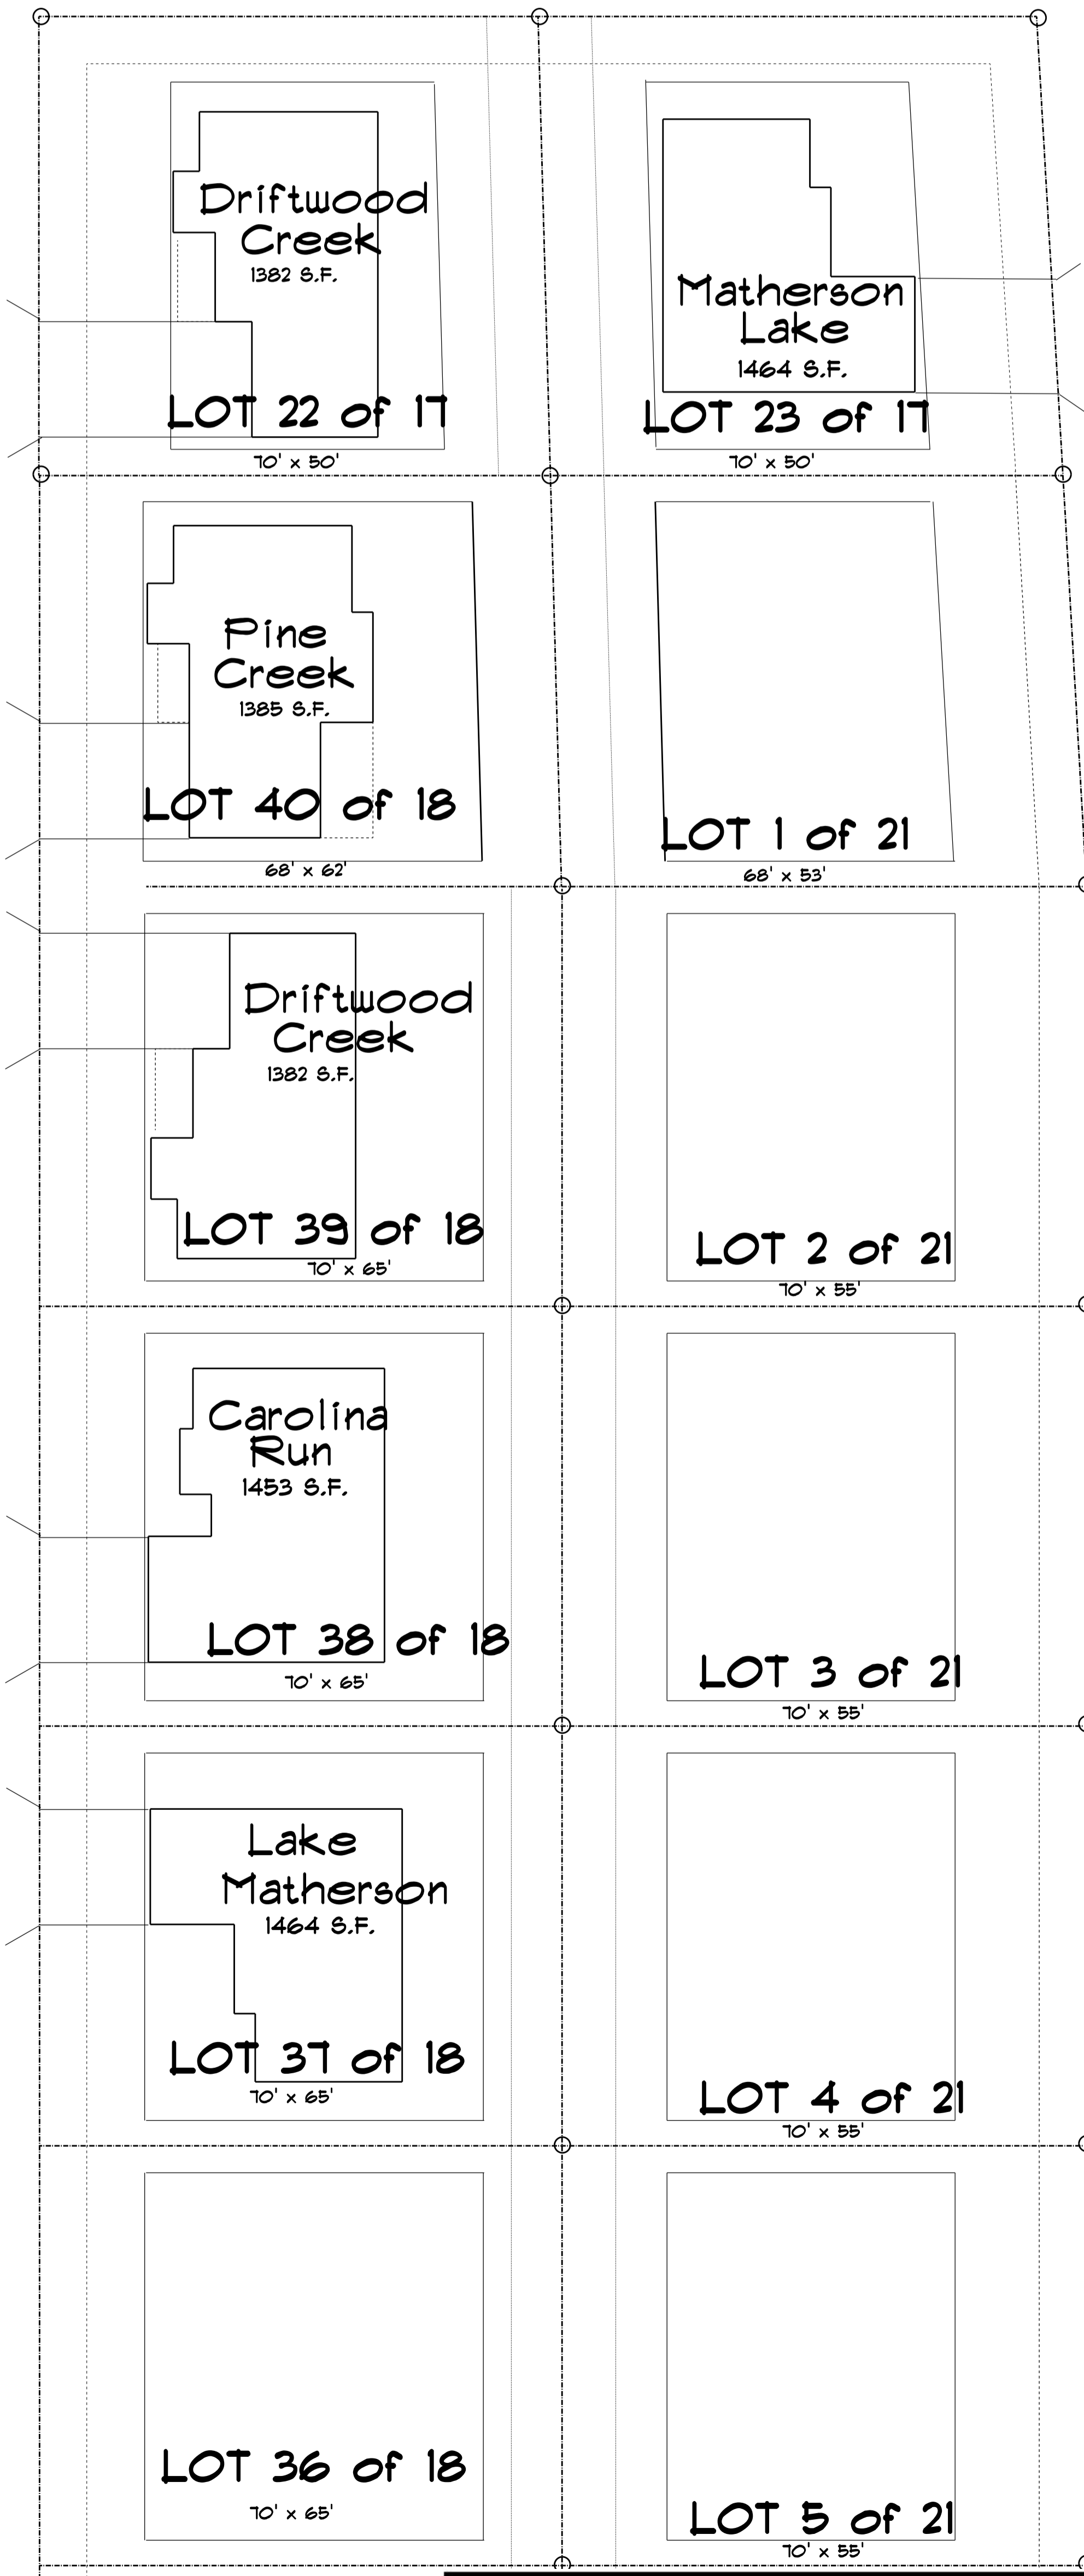 Driftwood
Creek
1382 S.F.
LOT 22 of 17
70' x 50'
Matherson
Lake
1464 S.F.
LOT 23 of 17
70' x 50'
Pine
Creek
1385 S.F.
LOT 40 of 18
68' x 62'
LOT 1 of 21
68' x 53'
Driftwood
Creek
1382 S.F.
LOT 39 of 18
70' x 65'
LOT 2 of 21
70' x 55'
Carolina
Run
1453 S.F.
LOT 38 of 18
70' x 65'
LOT 3 of 21
70' x 55'
Lake
Matherson
1464 S.F.
LOT 37 of 18
70' x 65'
LOT 4 of 21
70' x 55'
LOT 36 of 18
70' x 65'
LOT 5 of 21
70' x 55'